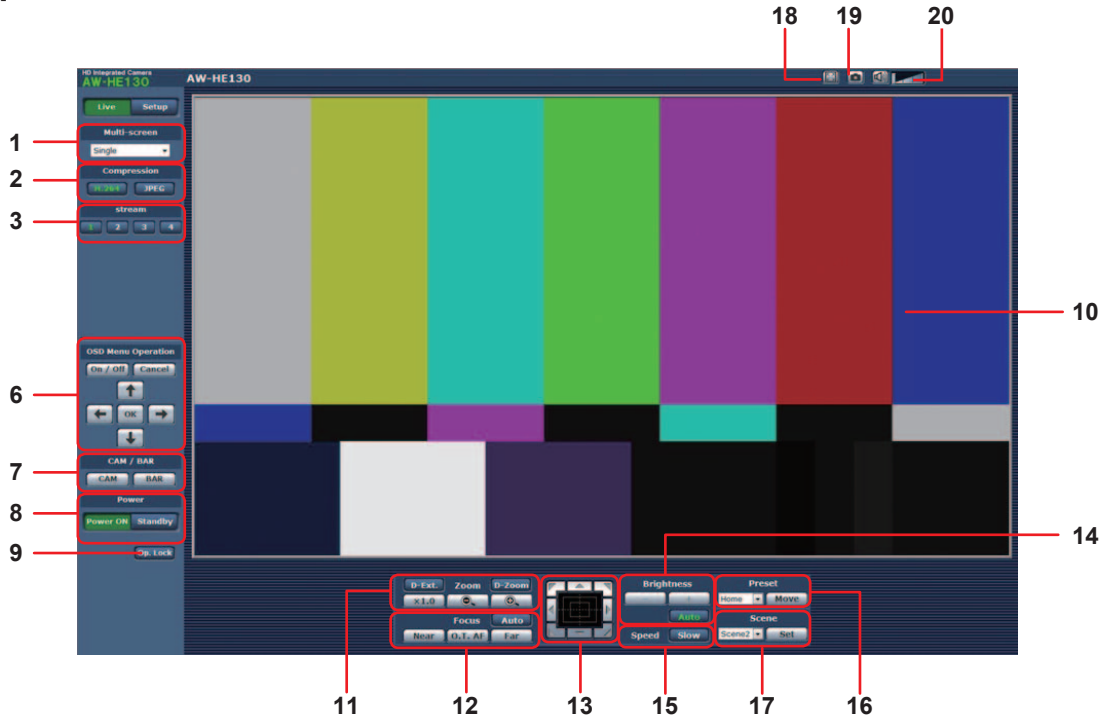 18 19 20
HD Integrated Camera
AW-HE130
AW-HE130
Live Setup
1
Multi-screen
Single
2
Compression
H.264 JPEG
3
stream
1 2 3 4
10
6
OSD Menu Operation
On / Off Cancel
OK
7
CAM / BAR
CAM BAR
8
Power
Power ON Standby
9
Op. Lock
14
11
D-Ext. Zoom D-Zoom
×1.0
Focus Auto
Near O.T. AF Far
Brightness
Auto
Speed Slow
Preset
Home Move
Scene
Scene2 Set
11 12 13 15 17 16